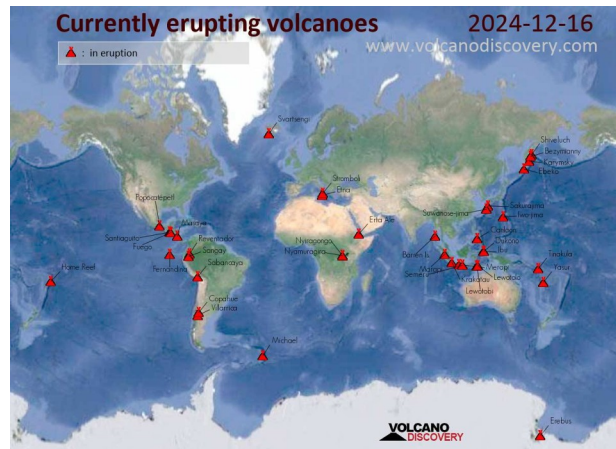 Currently erupting volcanoes 2024-12-16
www.volcanodiscovery.com
: in eruption
Svartsengi
Shiveluch
Bezymianny
Karymsky
Ebeko
Stromboli
Etna
Popocatépetl
Sakurajima
Suwanose-jima
Iwo-jima
Masaya
Santiaguito
Fuego
Erta Ale
Reventador
Nyiragongo
Dukono
Ibu
Sangay
Nyamuragira
Barren Is.
Home Reef
Fernandina
Sabancaya
Marapi
Semeru
Merapi
Tinakula
Yasur
Krakatau
Lewotolo
Lewotobi
Copahue
Villarrica
Michael
VOLCANO
DISCOVERY
Erebus